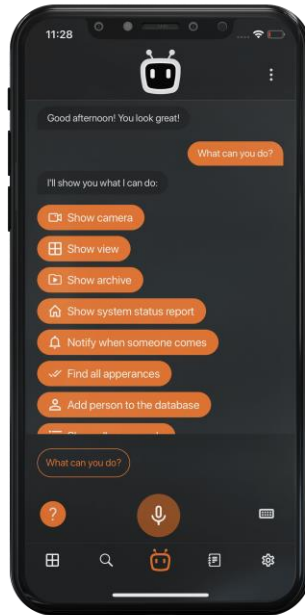 11:28
Good afternoon! You look great!
What can you do?
I'll show you what I can do:
Show camera
Show view
Show archive
Show system status report
Notify when someone comes
Find all apperances
Add person to the database
What can you do?
?